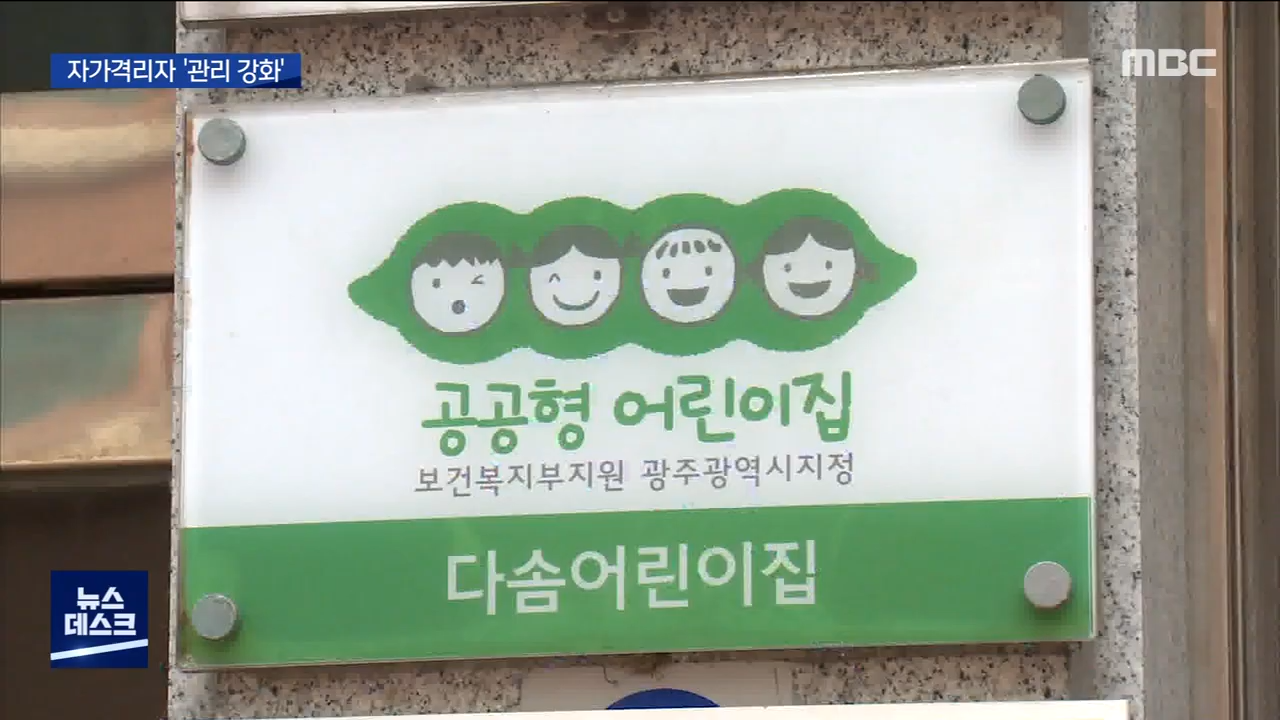 자가격리자 '관리 강화'
MBC
공공형 어린이집
보건복지부지원 광주광역시지정
다솜어린이집
뉴스
데스크